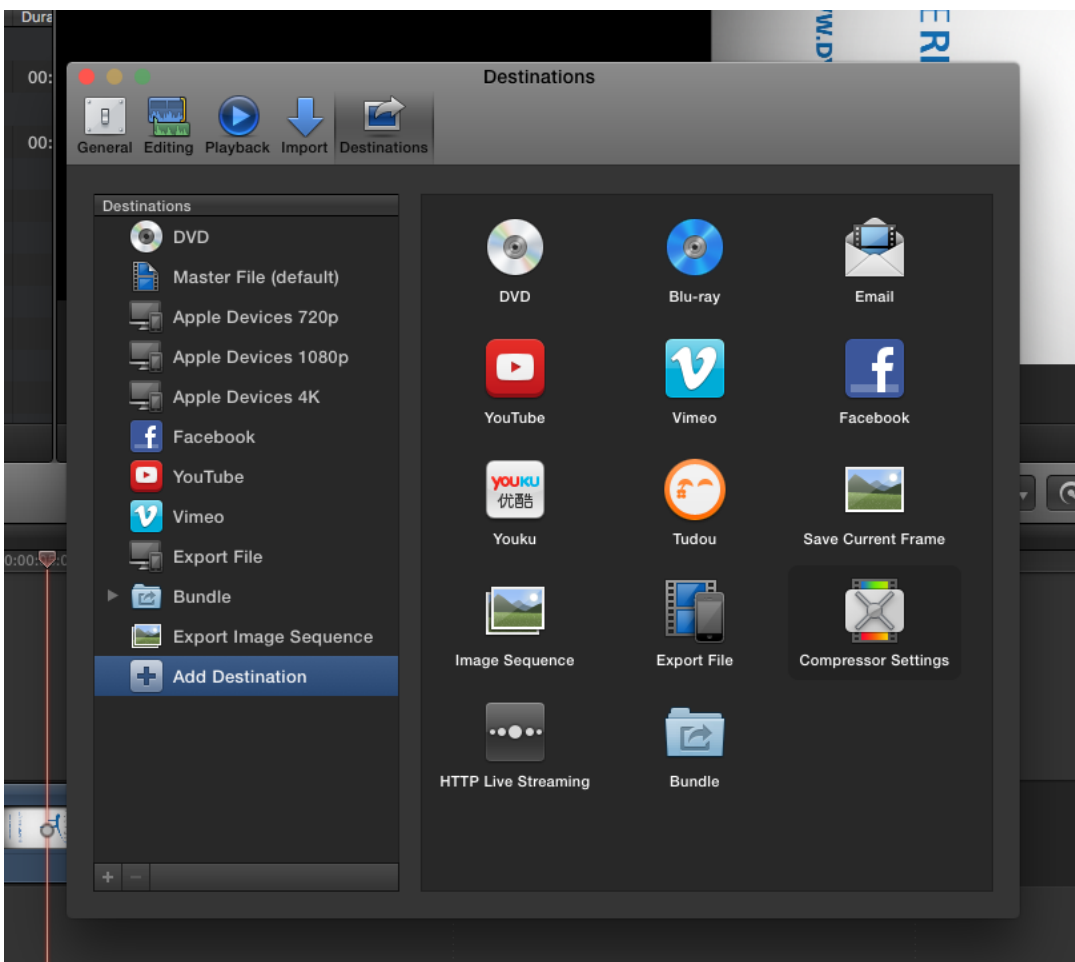 Dura
00:
00:
Destinations
General Editing Playback Import Destinations
Destinations
DVD
Master File (default)
Apple Devices 720p
Apple Devices 1080p
Apple Devices 4K
Facebook
YouTube
Vimeo
Export File
Bundle
Export Image Sequence
Add Destination
DVD Blu-ray Email
YouTube Vimeo Facebook
YOUKU
优酷
Youku Tudou Save Current Frame
Image Sequence Export File Compressor Settings
HTTP Live Streaming Bundle